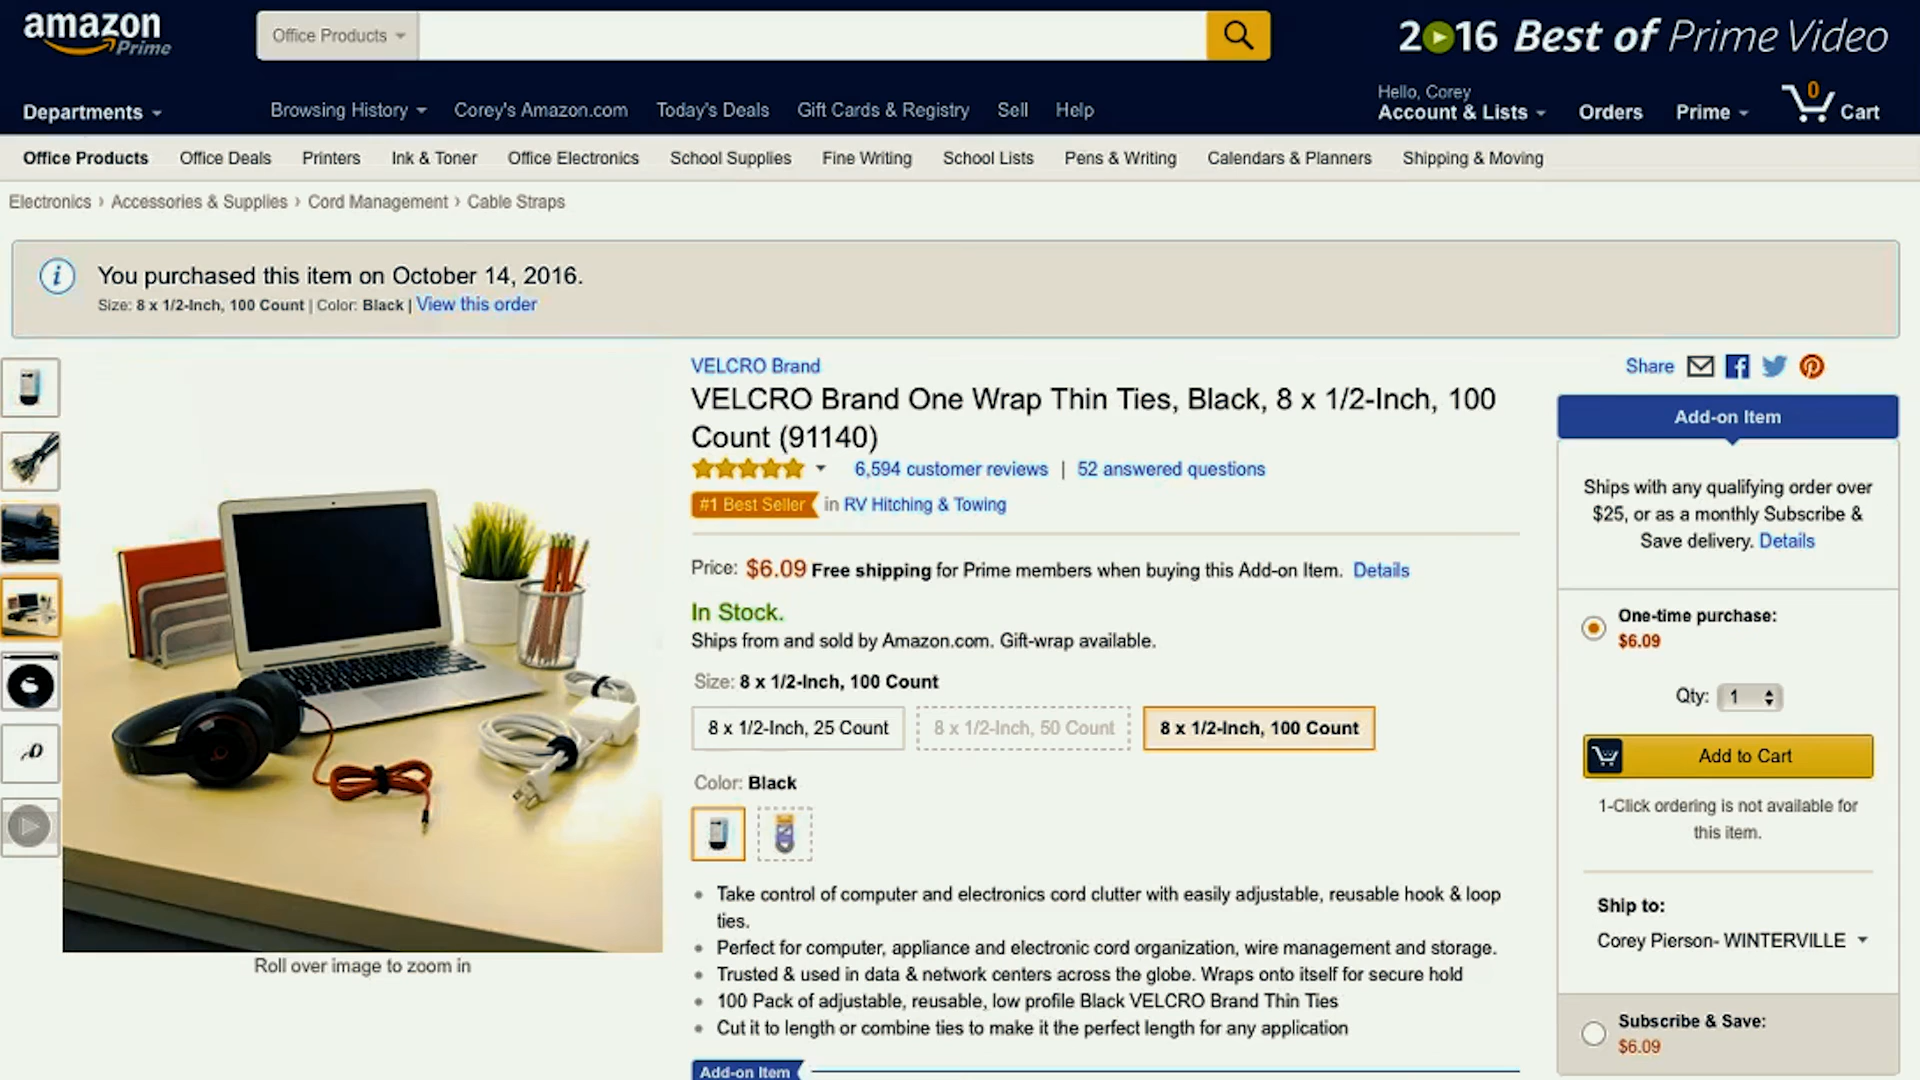 amazon
Prime
Office Products
2016 Best of Prime Video
Departments
Browsing History
Corey's Amazon.com
Today's Deals
Gift Cards & Registry
Sell
Help
Hello, Corey
Account & Lists
Orders
Prime
0
Cart
Office Products
Office Deals
Printers
Ink & Toner
Office Electronics
School Supplies
Fine Writing
School Lists
Pens & Writing
Calendars & Planners
Shipping & Moving
Electronics › Accessories & Supplies › Cord Management › Cable Straps
You purchased this item on October 14, 2016.
Size: 8 x 1/2-Inch, 100 Count | Color: Black | View this order
VELCRO Brand
VELCRO Brand One Wrap Thin Ties, Black, 8 x 1/2-Inch, 100
Count (91140)
6,594 customer reviews | 52 answered questions
#1 Best Seller in RV Hitching & Towing
Price: $6.09 Free shipping for Prime members when buying this Add-on Item. Details
In Stock.
Ships from and sold by Amazon.com. Gift-wrap available.
Size: 8 x 1/2-Inch, 100 Count
8 x 1/2-Inch, 25 Count
8 x 1/2-Inch, 50 Count
8 x 1/2-Inch, 100 Count
Color: Black
Take control of computer and electronics cord clutter with easily adjustable, reusable hook & loop
ties.
Perfect for computer, appliance and electronic cord organization, wire management and storage.
Trusted & used in data & network centers across the globe. Wraps onto itself for secure hold
100 Pack of adjustable, reusable, low profile Black VELCRO Brand Thin Ties
Cut it to length or combine ties to make it the perfect length for any application
Add-on Item
Roll over image to zoom in
Share
Add-on Item
Ships with any qualifying order over
$25, or as a monthly Subscribe &
Save delivery. Details
One-time purchase:
$6.09
Qty: 1
Add to Cart
1-Click ordering is not available for
this item.
Ship to:
Corey Pierson- WINTERVILLE
Subscribe & Save:
$6.09